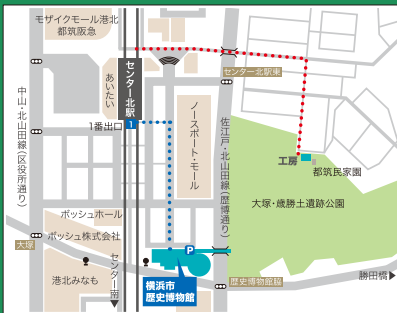 モザイクモール港北
都筑阪急
センター北駅
あいたい
1番出口
1
ノースポート・モール
センター北駅東
中山・北山田線(区役所通り)
佐江戸・北山田線(歴博通り)
工房
都筑民家園
大塚・歳勝土遺跡公園
ボッシュホール
ボッシュ株式会社
大塚
港北みなも
センター南
P
横浜市
歴史博物館
歴史博物館脇
勝田橋